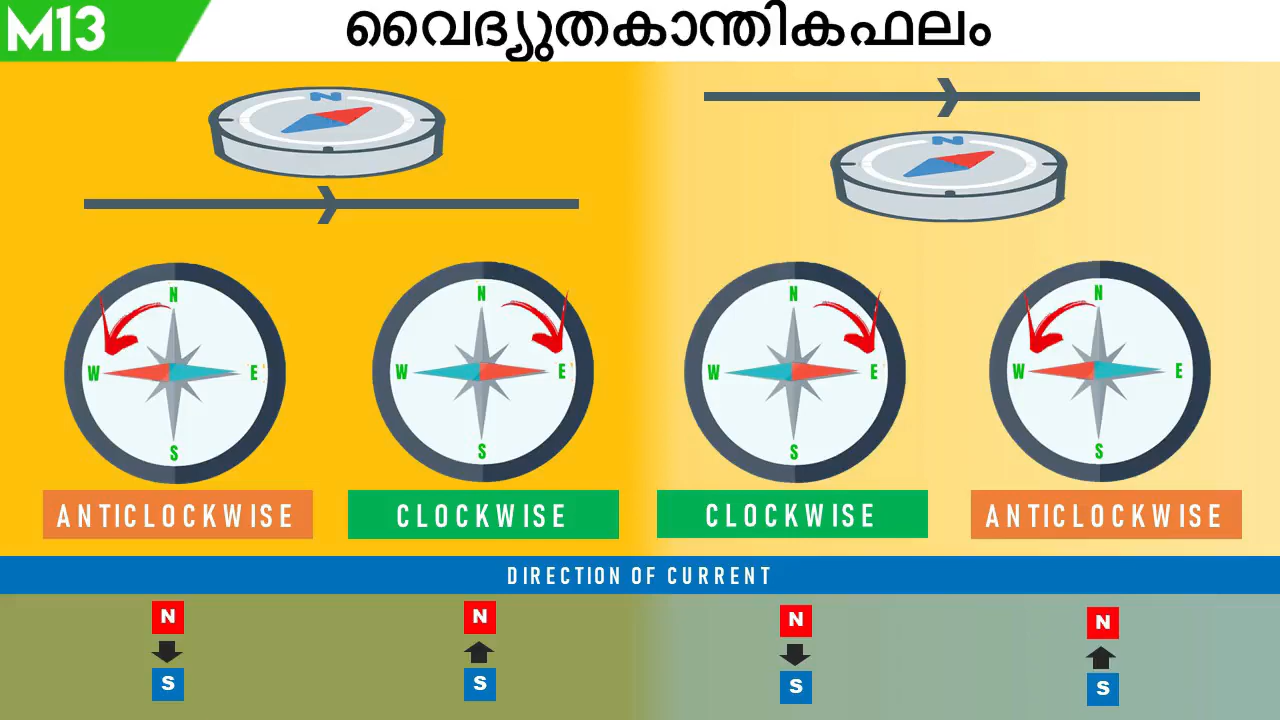 M13
വൈദ്യുതകാന്തികഫലം
N
N
N
W E
S
N
W E
S
N
W E
S
N
W E
S
ANTICLOCKWISE
CLOCKWISE
CLOCKWISE
ANTICLOCKWISE
DIRECTION OF CURRENT
N
S
N
S
N
S
N
S